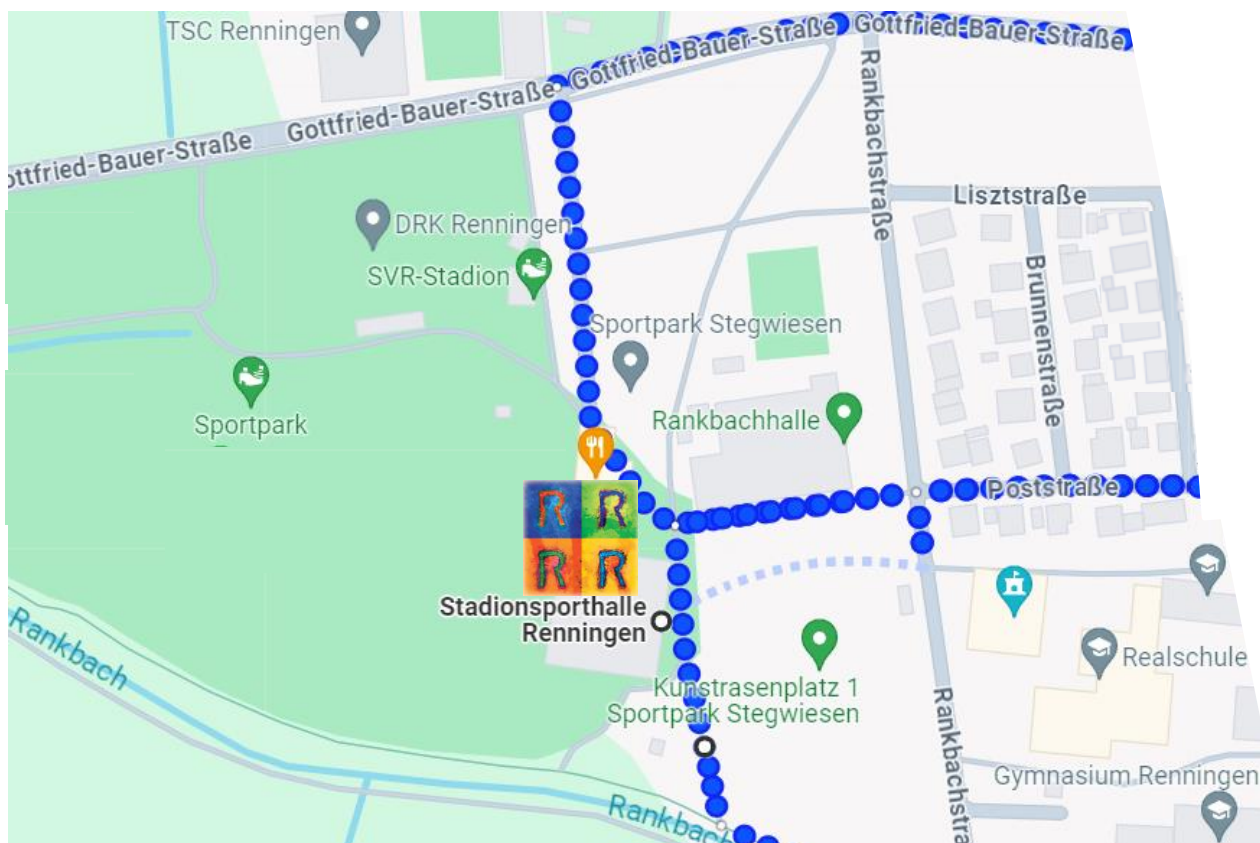 TSC Renningen
Gottfried-Bauer-Straße
Gottfried-Bauer-Straße
Gottfried-Bauer-Straße
ottfried-Bauer-Straße
Rankbachstraße
Lisztstraße
DRK Renningen
SVR-Stadion
Brunnenstraße
Sportpark Stegwiesen
Sportpark
Rankbachhalle
Poststraße
R R
R R
Stadionsporthalle
Renningen
Rankbach
Realschule
Kunstrasenplatz 1
Sportpark Stegwiesen
Rankbachstra
Gymnasium Renningen
Rankbach